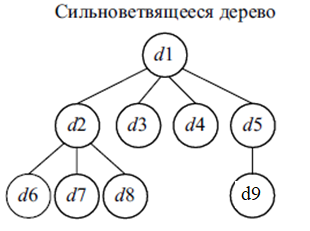 Сильноветвящееся дерево
d1
d2 d3 d4 d5
d6 d7 d8 d9